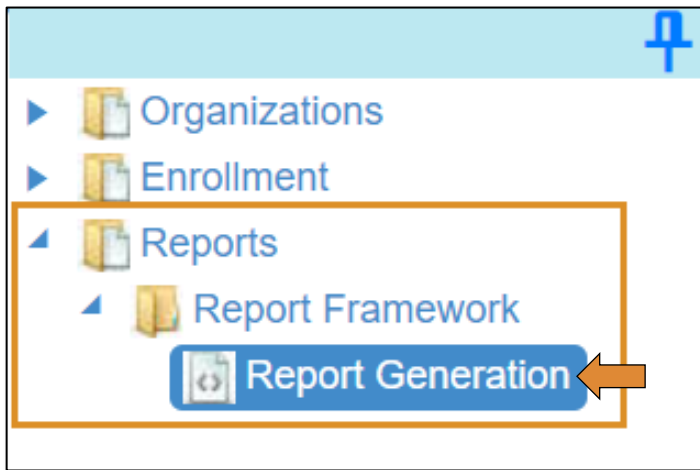 Organizations
Enrollment
Reports
Report Framework
Report Generation